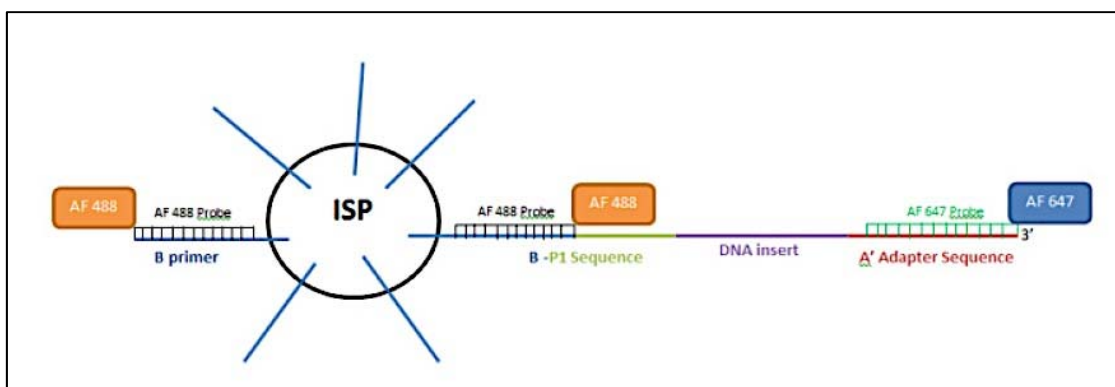 ISP
AF 488
AF 488 Probe
B primer
AF 488 Probe
AF 488
B -P1 Sequence
DNA insert
AF 647 Probe
AF 647
3'
A' Adapter Sequence